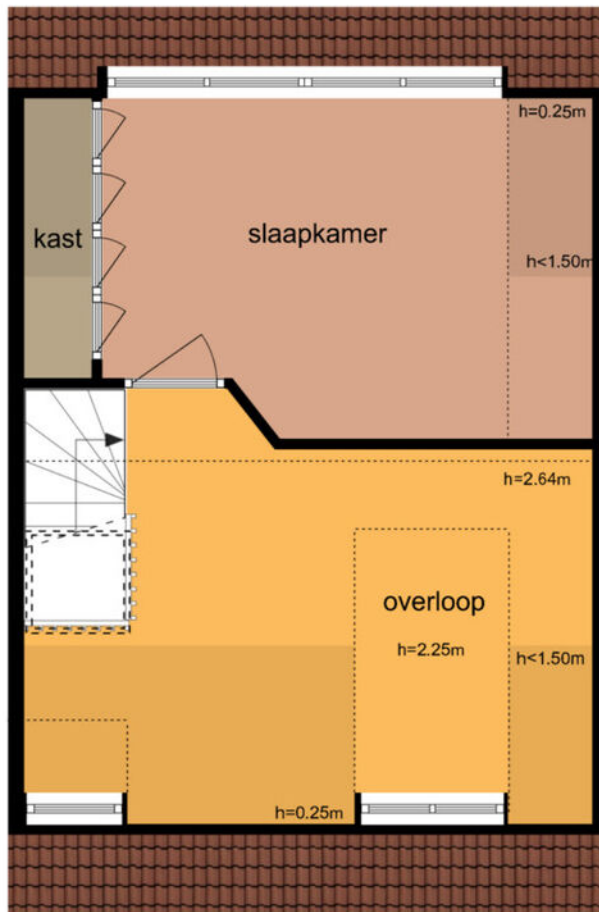 h=0.25m
kast
slaapkamer
h<1.50m
h=2.64m
overloop
h=2.25m
h<1.50m
h=0.25m